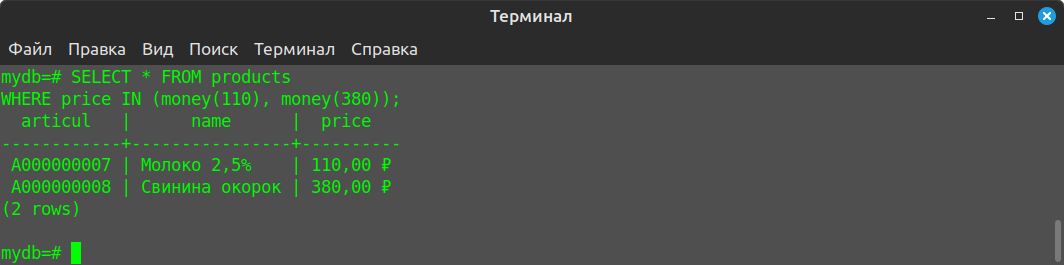 Терминал
Файл Правка Вид Поиск Терминал Справка
mydb=# SELECT * FROM products
WHERE price IN (money(110), money(380));
  articul   |      name      |  price
------------+----------------+----------
 A000000007 | Молоко 2,5%    | 110,00 ₽
 A000000008 | Свинина окорок | 380,00 ₽
(2 rows)
mydb=#